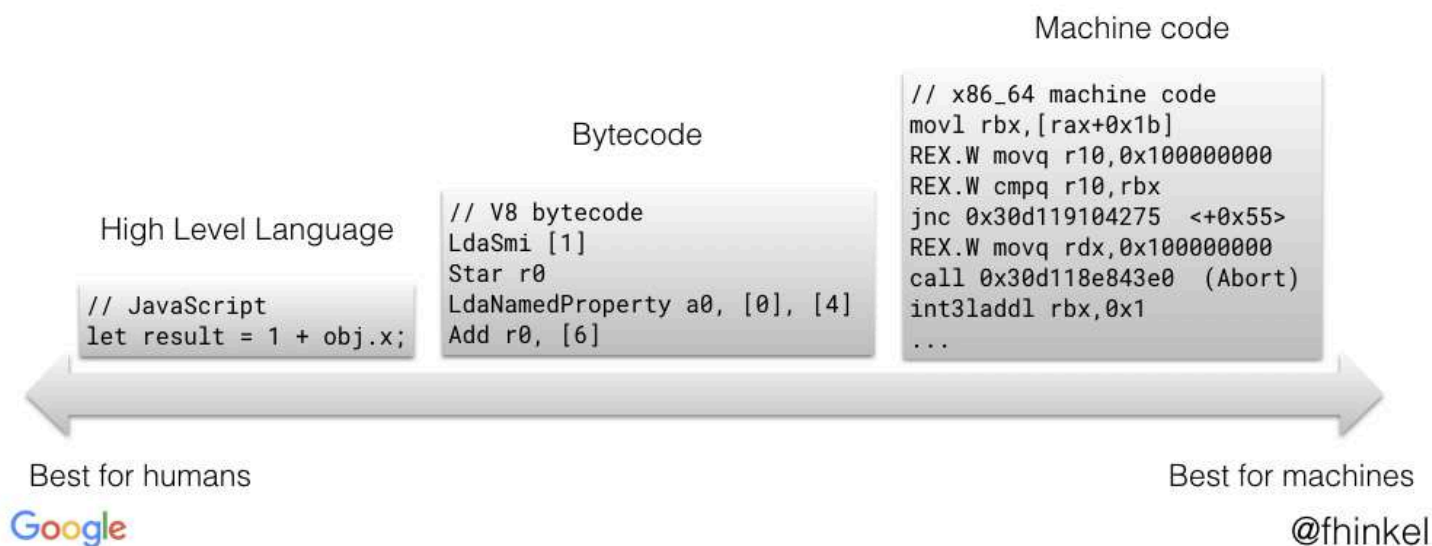 Machine code
// x86_64 machine code
movl rbx,[rax+0x1b]
REX.W movq r10,0x100000000
REX.W cmpq r10,rbx
jnc 0x30d119104275  <+0x55>
REX.W movq rdx,0x100000000
call 0x30d118e843e0  (Abort)
int3laddl rbx,0x1
...
Bytecode
// V8 bytecode
LdaSmi [1]
Star r0
LdaNamedProperty a0, [0], [4]
Add r0, [6]
High Level Language
// JavaScript
let result = 1 + obj.x;
Best for humans
Best for machines
Google
@fhinkel